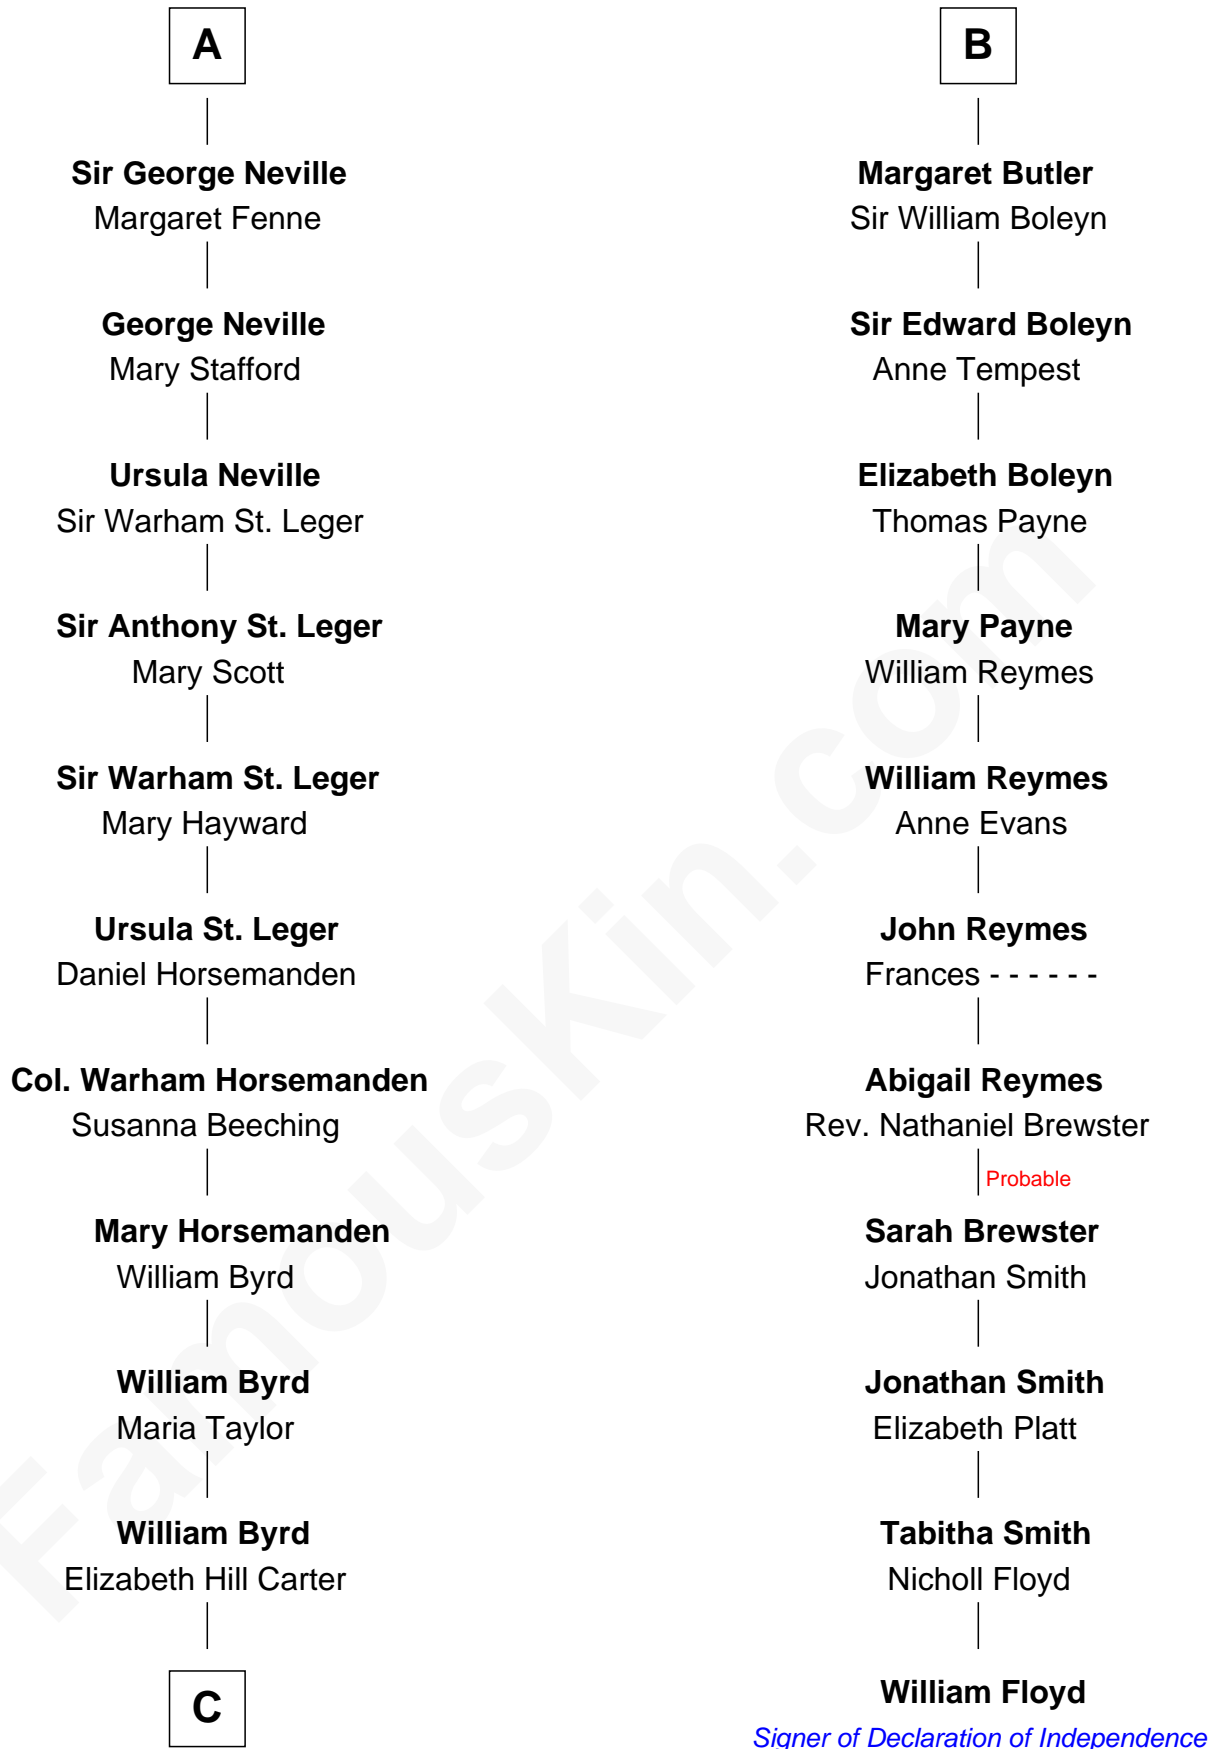 A
Sir George Neville
Margaret Fenne
George Neville
Mary Stafford
Ursula Neville
Sir Warham St. Leger
Sir Anthony St. Leger
Mary Scott
Sir Warham St. Leger
Mary Hayward
Ursula St. Leger
Daniel Horsemanden
Col. Warham Horsemanden
Susanna Beeching
Mary Horsemanden
William Byrd
William Byrd
Maria Taylor
William Byrd
Elizabeth Hill Carter
C
B
Margaret Butler
Sir William Boleyn
Sir Edward Boleyn
Anne Tempest
Elizabeth Boleyn
Thomas Payne
Mary Payne
William Reymes
William Reymes
Anne Evans
John Reymes
Frances - - - - - -
Abigail Reymes
Rev. Nathaniel Brewster
Probable
Sarah Brewster
Jonathan Smith
Jonathan Smith
Elizabeth Platt
Tabitha Smith
Nicholl Floyd
William Floyd
Signer of Declaration of Independence
FamousKin.com